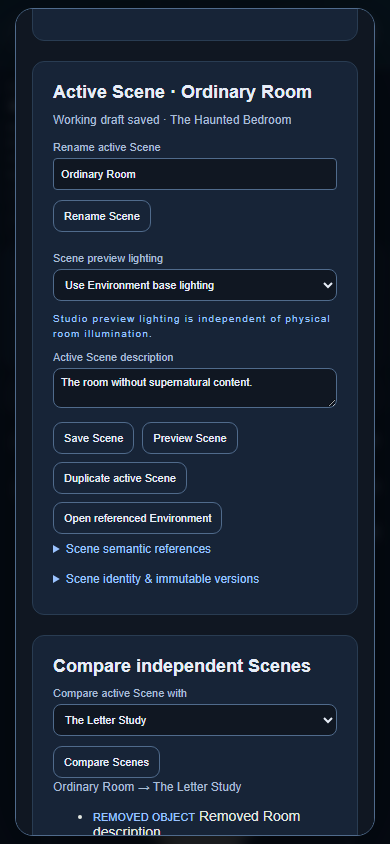 Active Scene · Ordinary Room
Working draft saved · The Haunted Bedroom
Rename active Scene
Ordinary Room
Rename Scene
Scene preview lighting
Use Environment base lighting
Studio preview lighting is independent of physical
room illumination.
Active Scene description
The room without supernatural content.
Save Scene
Preview Scene
Duplicate active Scene
Open referenced Environment
Scene semantic references
Scene identity & immutable versions
Compare independent Scenes
Compare active Scene with
The Letter Study
Compare Scenes
Ordinary Room → The Letter Study
REMOVED OBJECT Removed Room
description